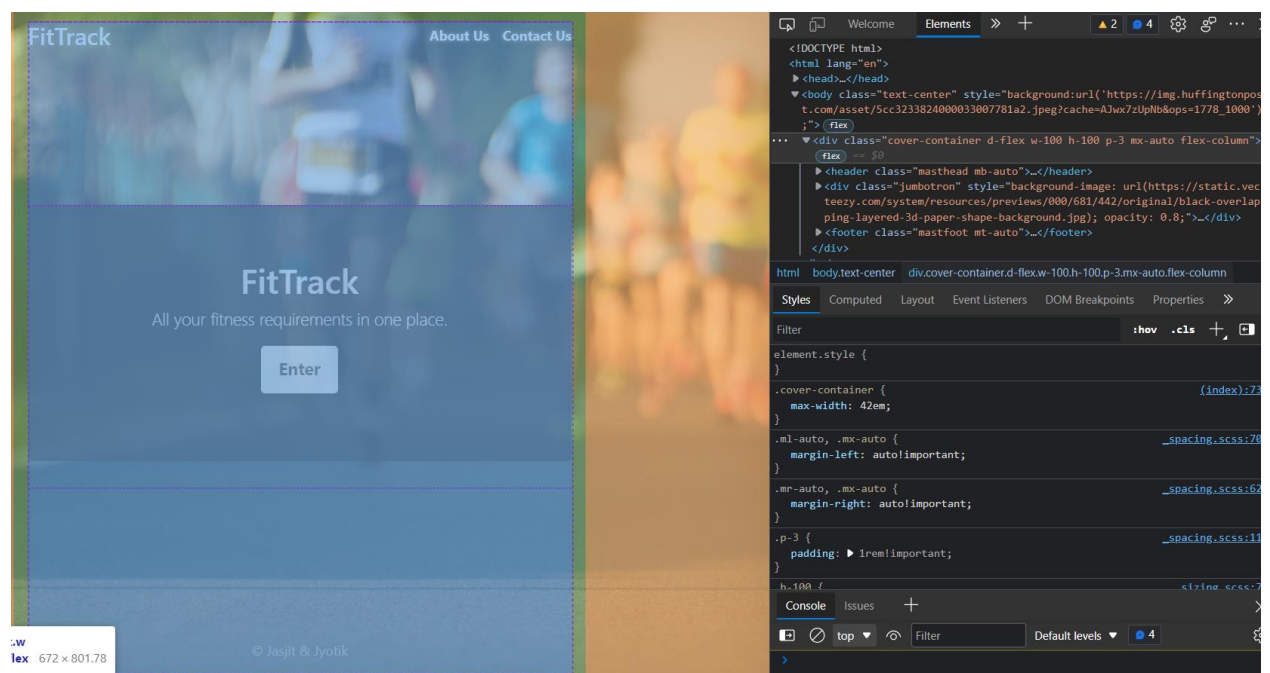 FitTrack
About Us Contact Us
FitTrack
All your fitness requirements in one place.
Enter
© Jasjit & Jyotik
.w
lex 672 × 801.78
Welcome Elements
2 4
<!DOCTYPE html>
<html lang="en">
<head>…</head>
<body class="text-center" style="background:url('https://img.huffingtonpos
t.com/asset/5cc3233824000033007781a2.jpeg?cache=AJwx7zUpNb&ops=1778_1000')
;"> flex
<div class="cover-container d-flex w-100 h-100 p-3 mx-auto flex-column">
flex == $0
<header class="masthead mb-auto">…</header>
<div class="jumbotron" style="background-image: url(https://static.vec
teezy.com/system/resources/previews/000/681/442/original/black-overlap
ping-layered-3d-paper-shape-background.jpg); opacity: 0.8;">…</div>
<footer class="mastfoot mt-auto">…</footer>
</div>
html body.text-center div.cover-container.d-flex.w-100.h-100.p-3.mx-auto.flex-column
Styles Computed Layout Event Listeners DOM Breakpoints Properties
Filter :hov .cls
element.style {
}
.cover-container { (index):73
max-width: 42em;
}
.ml-auto, .mx-auto { _spacing.scss:70
margin-left: auto!important;
}
.mr-auto, .mx-auto { _spacing.scss:62
margin-right: auto!important;
}
.p-3 { _spacing.scss:11
padding: 1rem!important;
}
h-100 { sizing.scss:7
Console Issues
top Filter Default levels 4